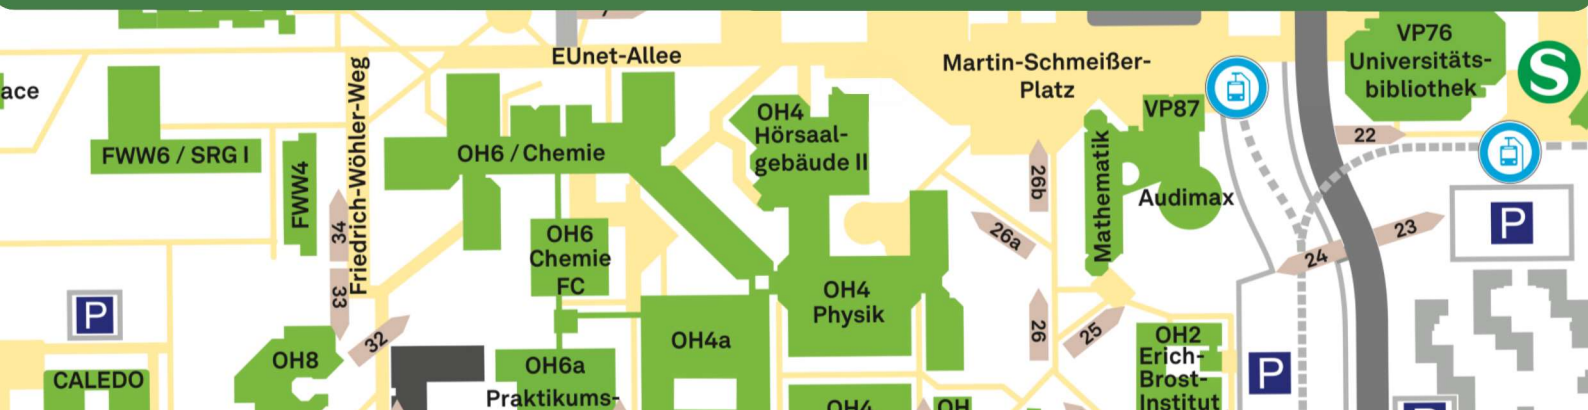 EUnet-Allee
Martin-Schmeißer-
Platz
VP76
Universitäts-
bibliothek
S
ace
FWW6 / SRG I
FWW4
Friedrich-Wöhler-Weg
34
33
32
OH6 / Chemie
OH4
Hörsaal-
gebäude II
VP87
Mathematik
Audimax
22
23
24
26b
26a
26
25
P
P
P
OH6
Chemie
FC
OH4
Physik
OH4a
OH8
CALEDO
OH6a
Praktikums-
OH2
Erich-
Brost-
Institut
OH4
OH